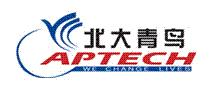 北大青鸟
APTECH
WE CHANGE LIVES